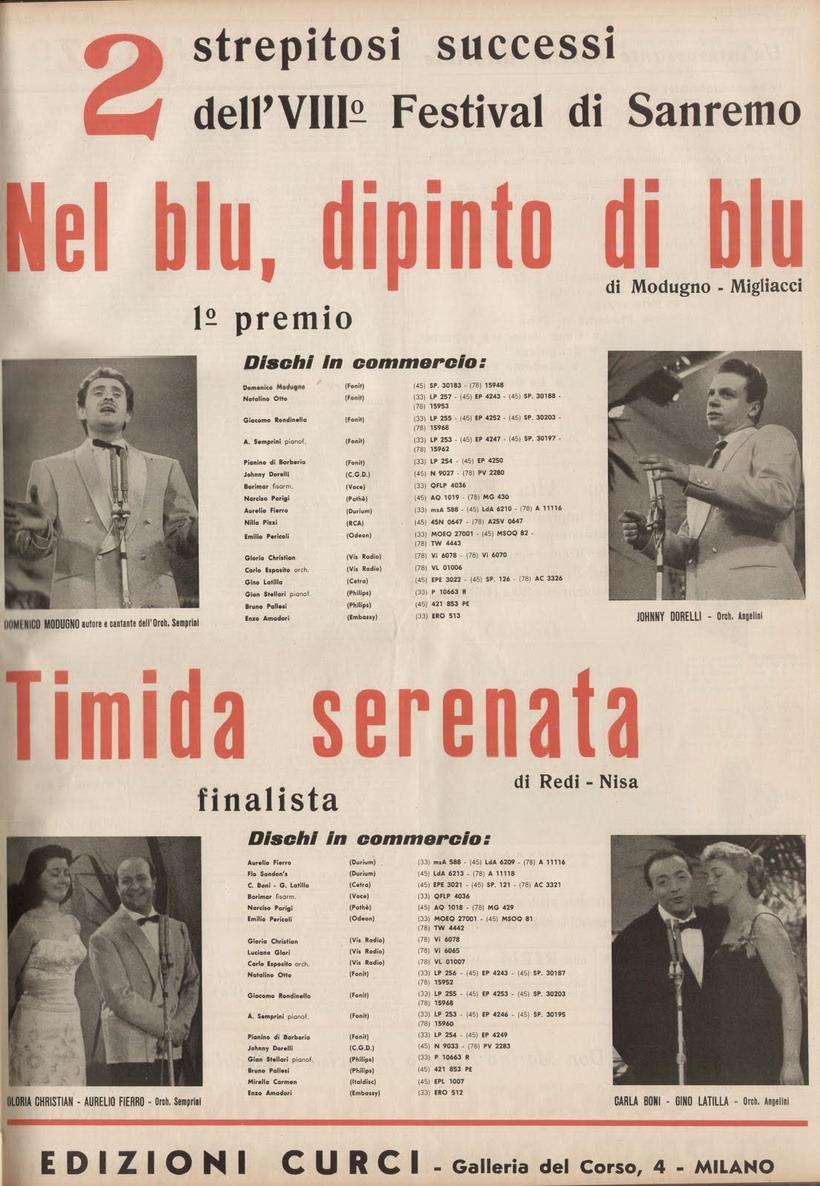 2 strepitosi successi
dell'VIIIº Festival di Sanremo
Nel blu, dipinto di blu
di Modugno - Migliacci
1º premio
Dischi in commercio:
Domenico Modugno (Fonit) (45) SP. 30183 - (78) 15948
Natalino Otto (Fonit) (33) LP 257 - (45) EP 4243 - (45) SP. 30188 -
(78) 15953
Giacomo Rondinella (Fonit) (33) LP 255 - (45) EP 4252 - (45) SP. 30203 -
(78) 15968
A. Semprini pianof. (Fonit) (33) LP 253 - (45) EP 4247 - (45) SP. 30197 -
(78) 15962
Pianino di Barberia (Fonit) (33) LP 254 - (45) EP 4250
Johnny Dorelli (C.G.D.) (45) N 9027 - (78) PV 2280
Barimar fisarm. (Voce) (33) QFLP 4036
Narciso Parigi (Pathè) (45) AQ 1019 - (78) MG 430
Aurelio Fierro (Durium) (33) msA 588 - (45) LdA 6210 - (78) A 11116
Nilla Pizzi (RCA) (45) 45N 0647 - (78) A25V 0647
Emilio Pericoli (Odeon) (33) MOEQ 27001 - (45) MSOQ 82 -
(78) TW 4443
Gloria Christian (Vis Radio) (78) Vi 6078 - (78) Vi 6070
Carlo Esposito orch. (Vis Radio) (78) VL 01006
Gino Latilla (Cetra) (45) EPE 3022 - (45) SP. 126 - (78) AC 3326
Gian Stellari pianof. (Philips) (33) P 10663 R
Bruno Pallesi (Philips) (45) 421 853 PE
Enzo Amadori (Embassy) (33) ERO 513
DOMENICO MODUGNO autore e cantante dell'Orch. Semprini
JOHNNY DORELLI - Orch. Angelini
Timida serenata
di Redi - Nisa
finalista
Dischi in commercio:
Aurelio Fierro (Durium) (33) msA 588 - (45) LdA 6209 - (78) A 11116
Flo Sandon's (Durium) (45) LdA 6213 - (78) A 11118
C. Boni - G. Latilla (Cetra) (45) EPE 3021 - (45) SP. 121 - (78) AC 3321
Barimar fisarm. (Voce) (33) QFLP 4036
Narciso Parigi (Pathè) (45) AQ 1018 - (78) MG 429
Emilio Pericoli (Odeon) (33) MOEQ 27001 - (45) MSOQ 81
(78) TW 4442
Gloria Christian (Vis Radio) (78) Vi 6078
Luciano Glori (Vis Radio) (78) Vi 6065
Carlo Esposito orch. (Vis Radio) (78) VL 01007
Natalino Otto (Fonit) (33) LP 256 - (45) EP 4243 - (45) SP. 30187
(78) 15952
Giacomo Rondinella (Fonit) (33) LP 255 - (45) EP 4253 - (45) SP. 30203
(78) 15968
A. Semprini pianof. (Fonit) (33) LP 253 - (45) EP 4246 - (45) SP. 30195
(78) 15960
Pianino di Barberia (Fonit) (33) LP 254 - (45) EP 4249
Johnny Dorelli (C.G.D.) (45) N 9033 - (78) PV 2283
Gian Stellari pianof. (Philips) (33) P 10663 R
Bruno Pallesi (Philips) (45) 421 853 PE
Mirella Carmen (Italdisc) (45) EPL 1007
Enzo Amadori (Embassy) (33) ERO 512
GLORIA CHRISTIAN - AURELIO FIERRO - Orch. Semprini
CARLA BONI - GINO LATILLA - Orch. Angelini
EDIZIONI CURCI - Galleria del Corso, 4 - MILANO